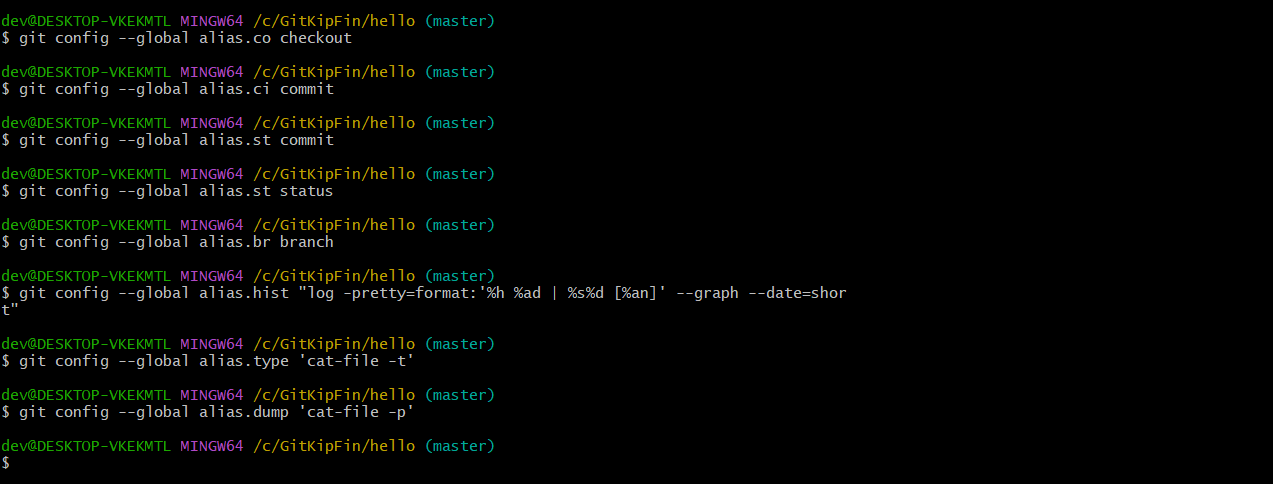 dev@DESKTOP-VKEKMTL MINGW64 /c/GitKipFin/hello (master)
$ git config --global alias.co checkout
dev@DESKTOP-VKEKMTL MINGW64 /c/GitKipFin/hello (master)
$ git config --global alias.ci commit
dev@DESKTOP-VKEKMTL MINGW64 /c/GitKipFin/hello (master)
$ git config --global alias.st commit
dev@DESKTOP-VKEKMTL MINGW64 /c/GitKipFin/hello (master)
$ git config --global alias.st status
dev@DESKTOP-VKEKMTL MINGW64 /c/GitKipFin/hello (master)
$ git config --global alias.br branch
dev@DESKTOP-VKEKMTL MINGW64 /c/GitKipFin/hello (master)
$ git config --global alias.hist "log -pretty=format:'%h %ad | %s%d [%an]' --graph --date=shor
t"
dev@DESKTOP-VKEKMTL MINGW64 /c/GitKipFin/hello (master)
$ git config --global alias.type 'cat-file -t'
dev@DESKTOP-VKEKMTL MINGW64 /c/GitKipFin/hello (master)
$ git config --global alias.dump 'cat-file -p'
dev@DESKTOP-VKEKMTL MINGW64 /c/GitKipFin/hello (master)
$